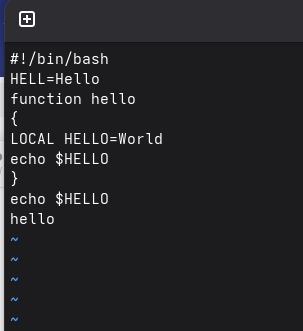 #!/bin/bash
HELL=Hello
function hello
{
LOCAL HELLO=World
echo $HELLO
}
echo $HELLO
hello
~
~
~
~
~